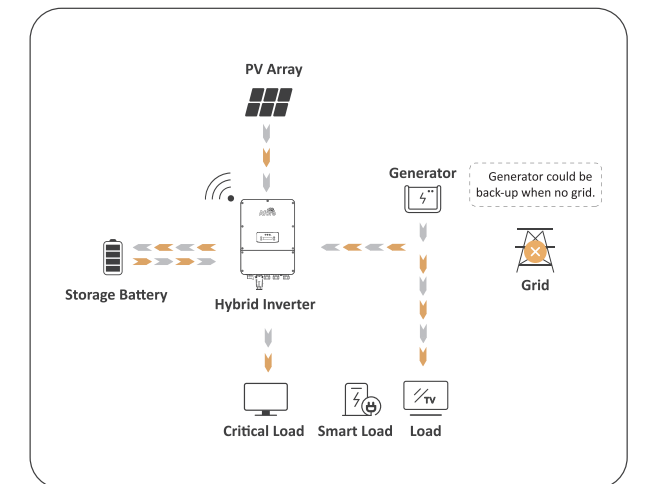 PV Array
Generator
Generator could be
back-up when no grid.
Storage Battery
Hybrid Inverter
Grid
TV
Critical Load
Smart Load
Load